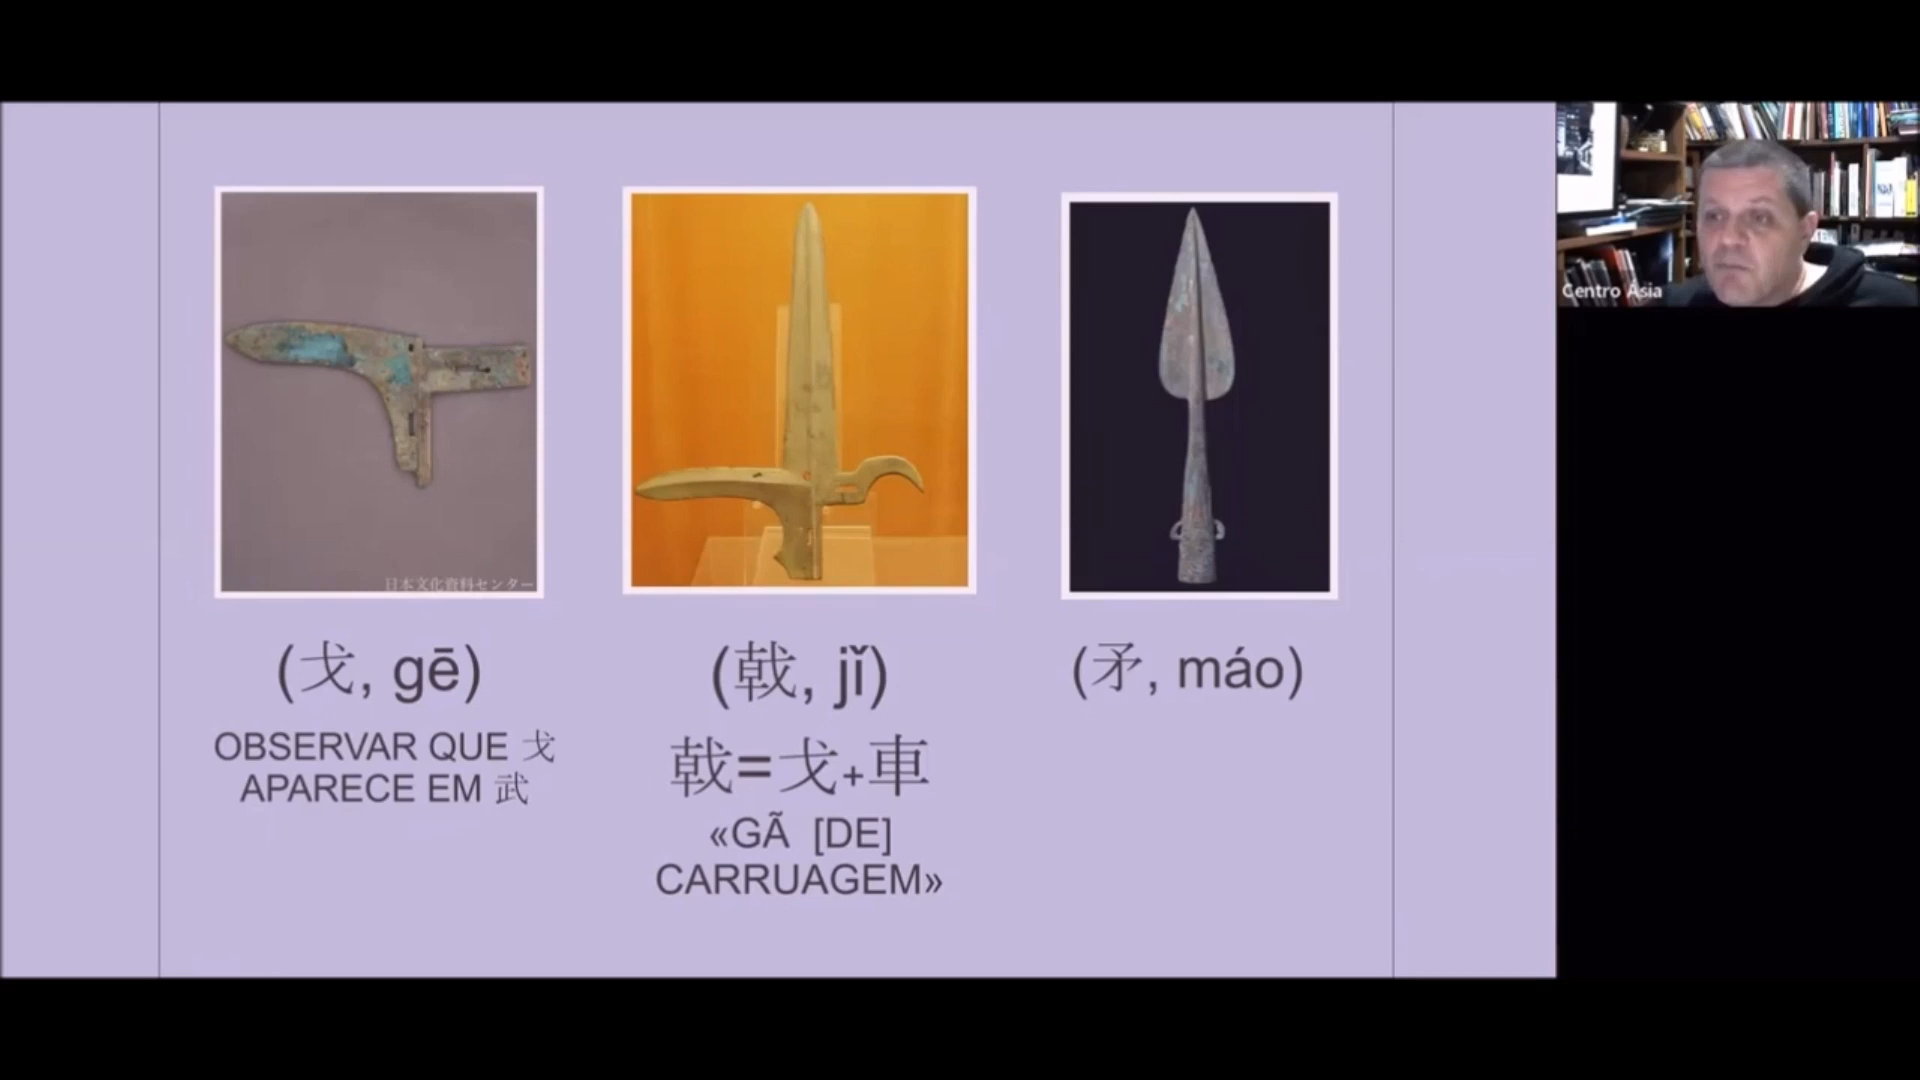 日本文化資料センター
(戈, gē)
OBSERVAR QUE 戈
APARECE EM 武
(戟, jǐ)
戟=戈+車
«GÃ [DE]
CARRUAGEM»
(矛, máo)
Centro Ásia